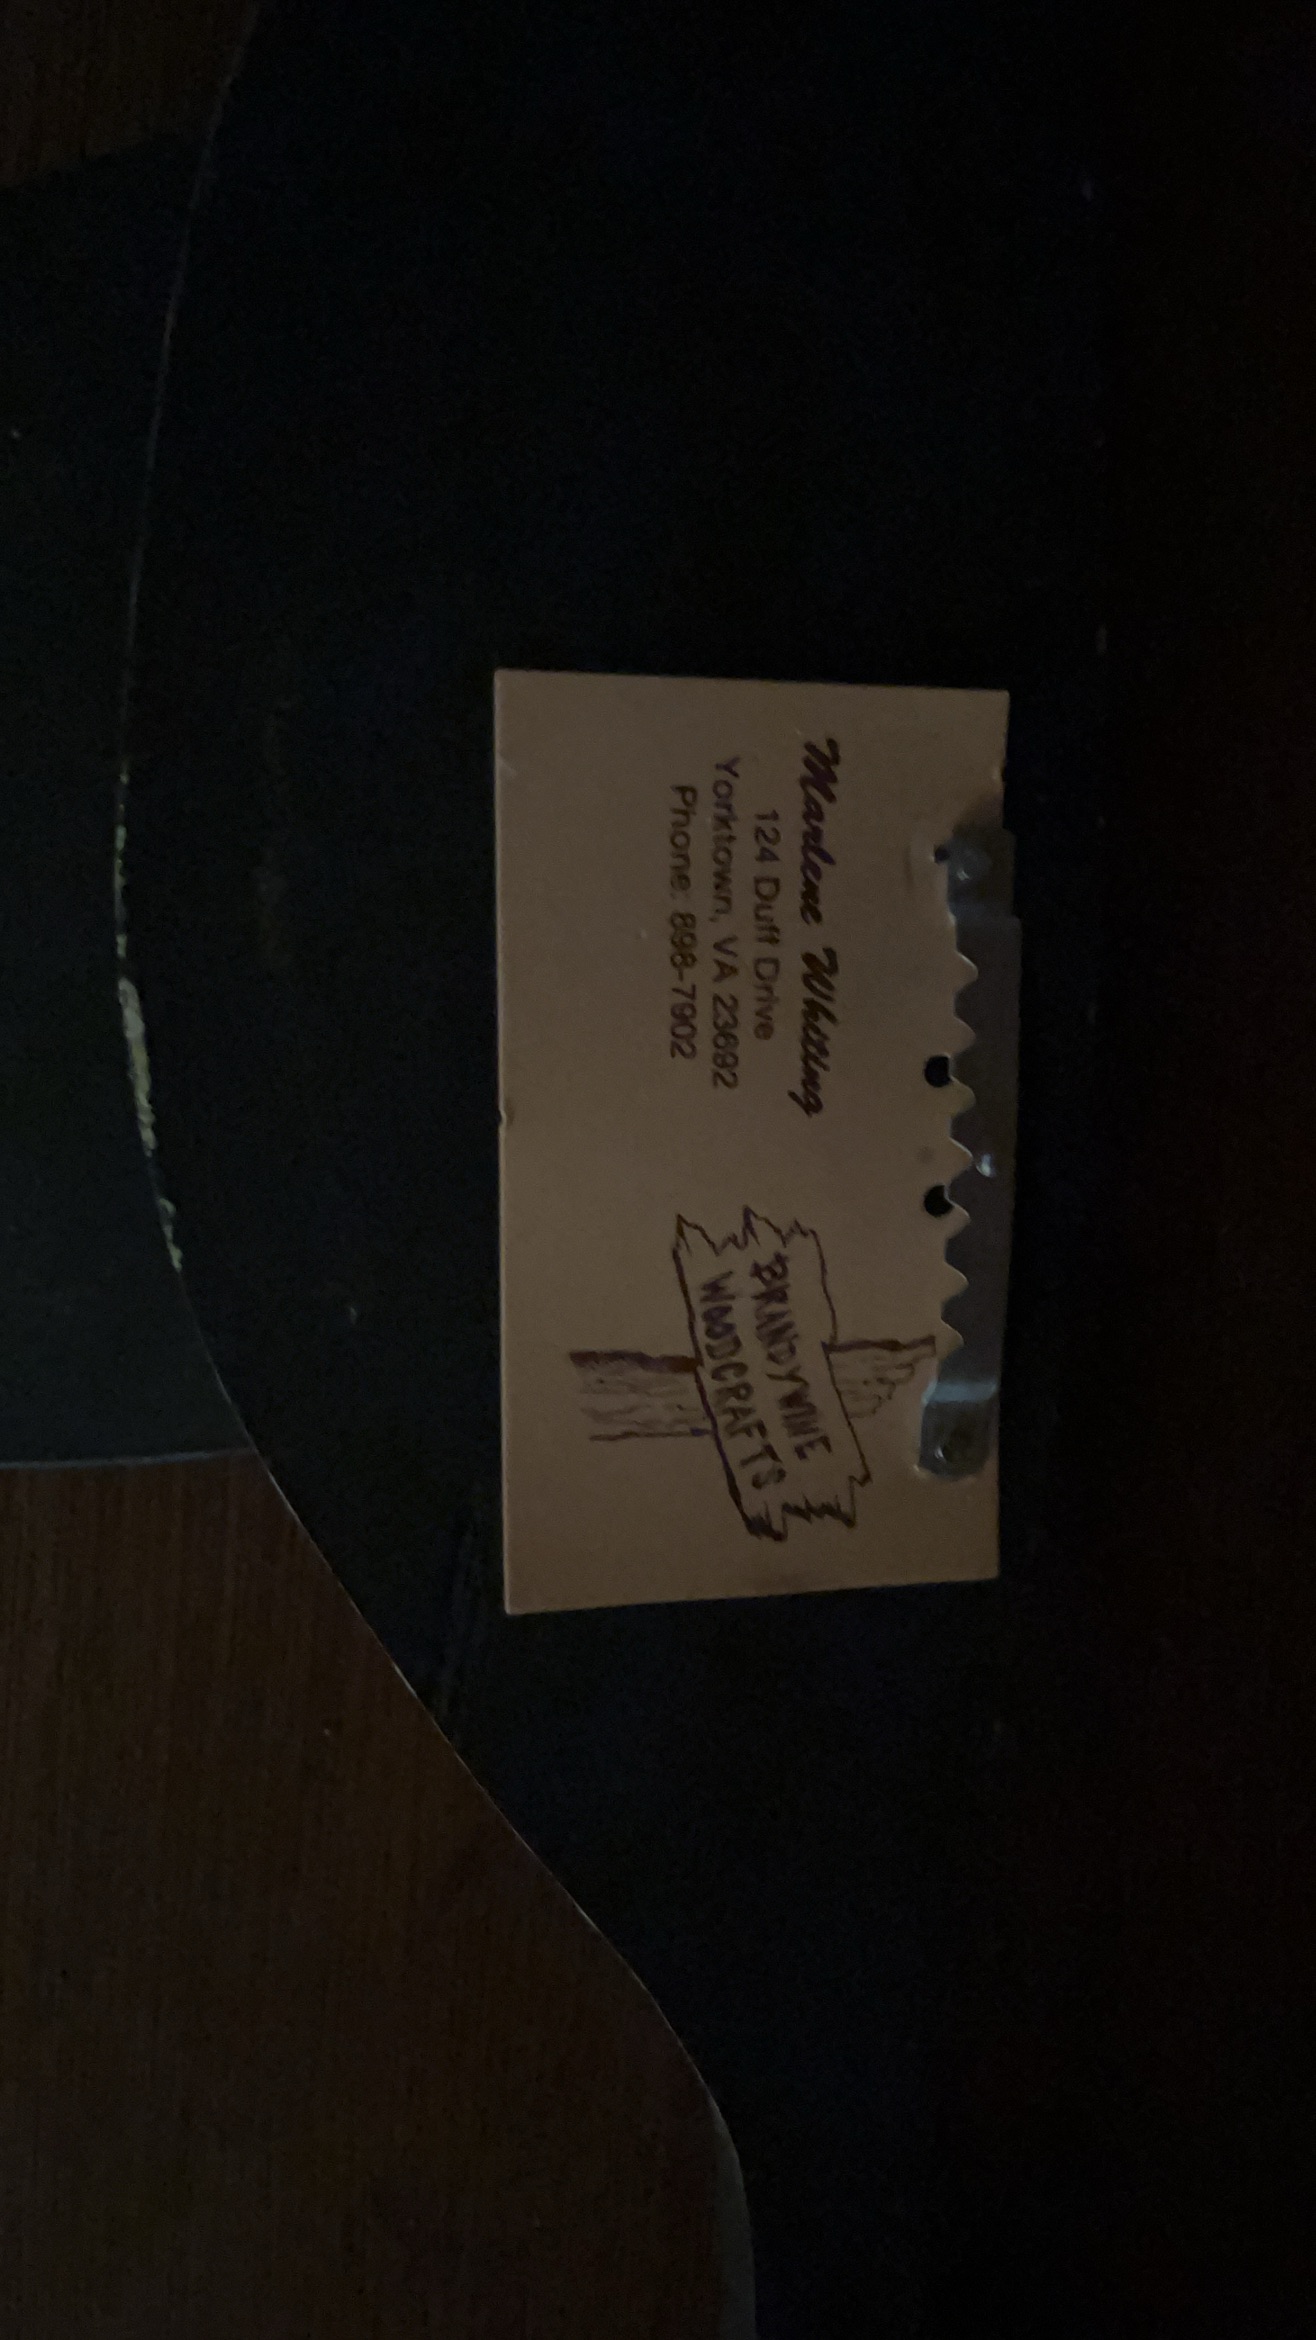 Marlene Whiting
124 Duff Drive
Yorktown, VA 23692
Phone: 898-7902
BRANDYWINE
WOODCRAFTS